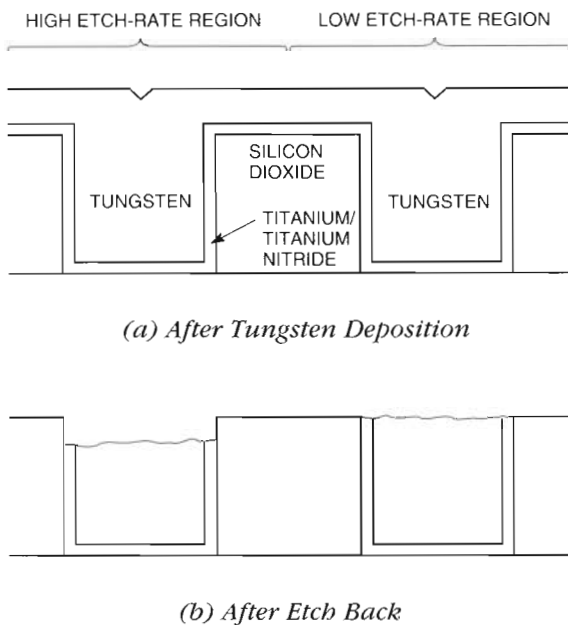 HIGH ETCH-RATE REGION
LOW ETCH-RATE REGION
SILICON
DIOXIDE
TUNGSTEN
TITANIUM/
TITANIUM
NITRIDE
TUNGSTEN
(a) After Tungsten Deposition
(b) After Etch Back